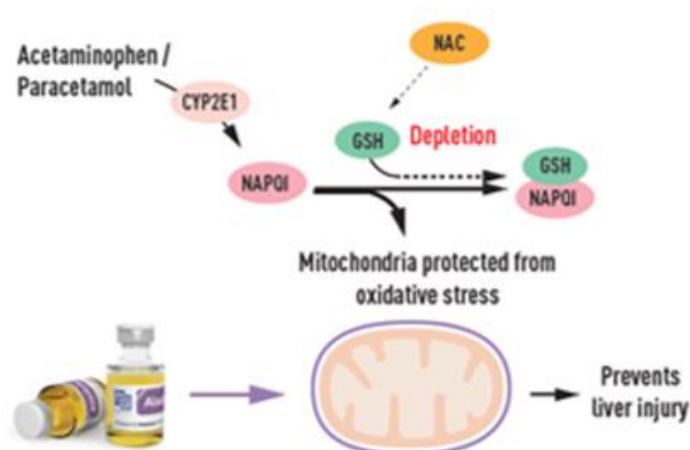 Acetaminophen /
Paracetamol
CYP2E1
NAC
GSH
Depletion
NAPQI
GSH
NAPQI
Mitochondria protected from
oxidative stress
Prevents
liver injury